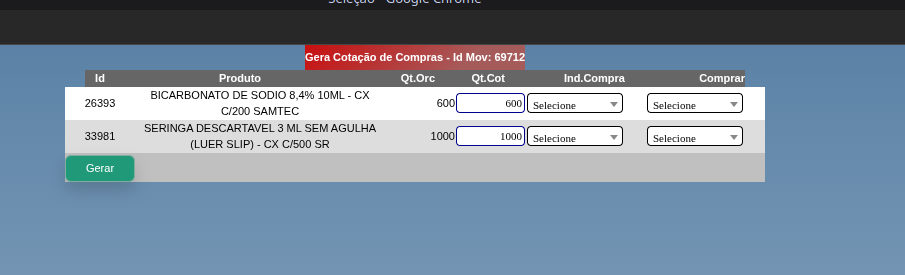 Seleção - Google Chrome
Gera Cotação de Compras - Id Mov: 69712
Id Produto Qt.Orc Qt.Cot Ind.Compra Comprar
26393 BICARBONATO DE SODIO 8,4% 10ML - CX 600 600 Selecione Selecione
C/200 SAMTEC
33981 SERINGA DESCARTAVEL 3 ML SEM AGULHA 1000 1000 Selecione Selecione
(LUER SLIP) - CX C/500 SR
Gerar